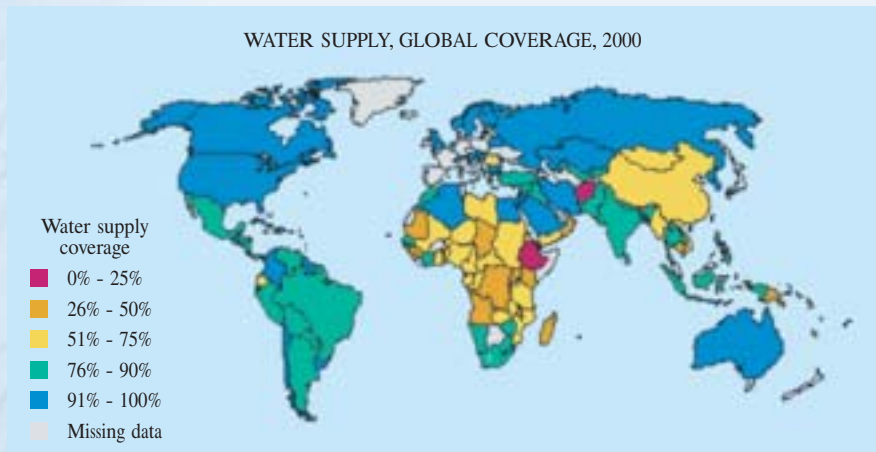 WATER SUPPLY, GLOBAL COVERAGE, 2000
Water supply
coverage
0% - 25%
26% - 50%
51% - 75%
76% - 90%
91% - 100%
Missing data